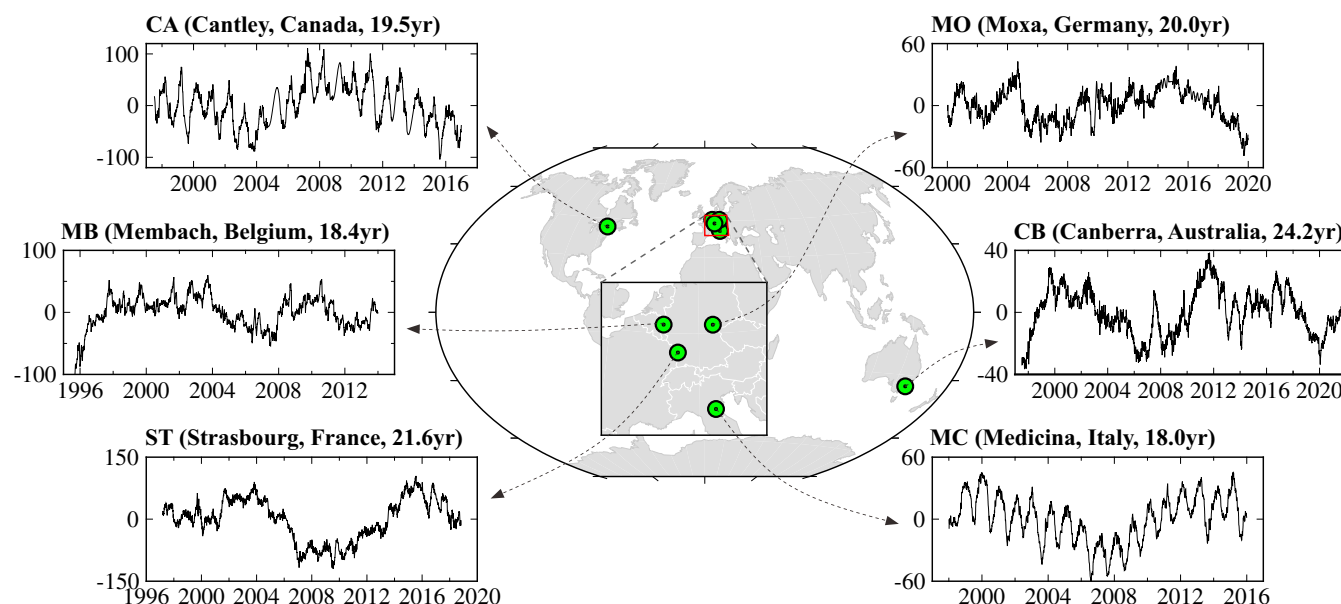 CA (Cantley, Canada, 19.5yr)
100
0
-100
2000 2004 2008 2012 2016
MO (Moxa, Germany, 20.0yr)
60
0
-60
2000 2004 2008 2012 2016 2020
MB (Membach, Belgium, 18.4yr)
100
0
-100
1996 2000 2004 2008 2012
CB (Canberra, Australia, 24.2yr)
40
0
-40
2000 2004 2008 2012 2016 2020
ST (Strasbourg, France, 21.6yr)
150
0
-150
1996 2000 2004 2008 2012 2016 2020
MC (Medicina, Italy, 18.0yr)
60
0
-60
2000 2004 2008 2012 2016